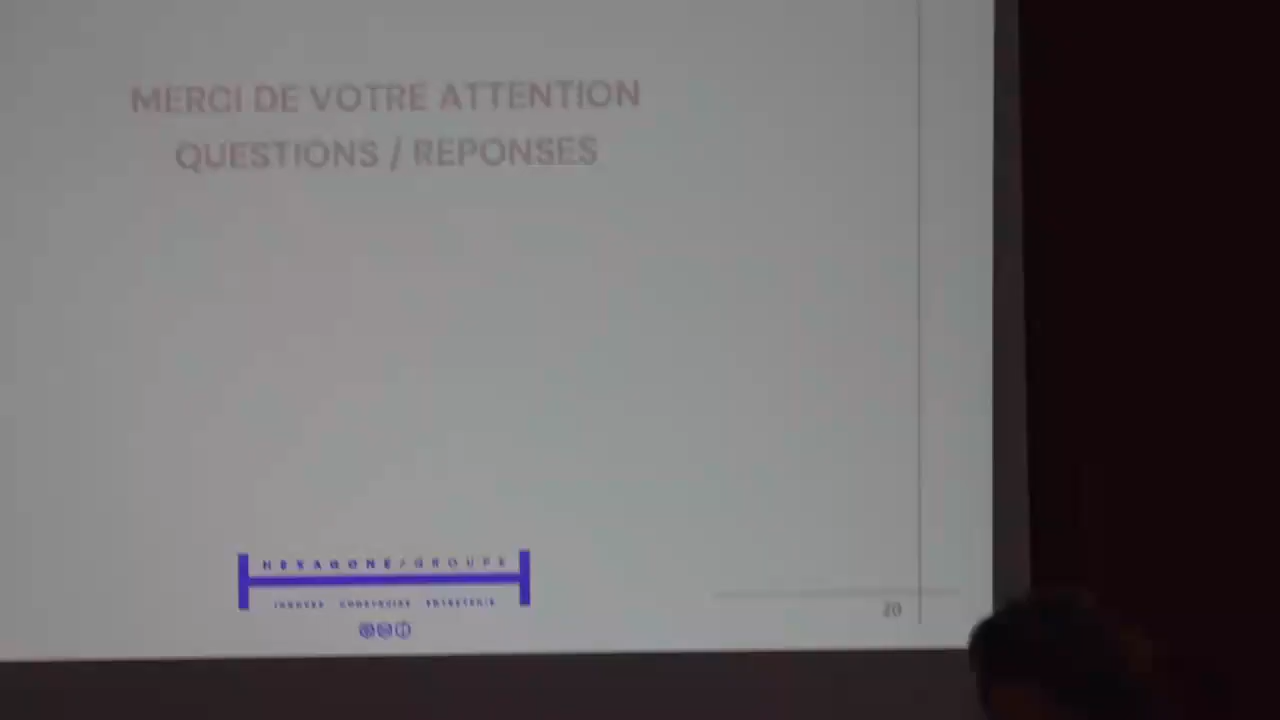 MERCI DE VOTRE ATTENTION
QUESTIONS / REPONSES
HEXAGONE/GROUPE
20